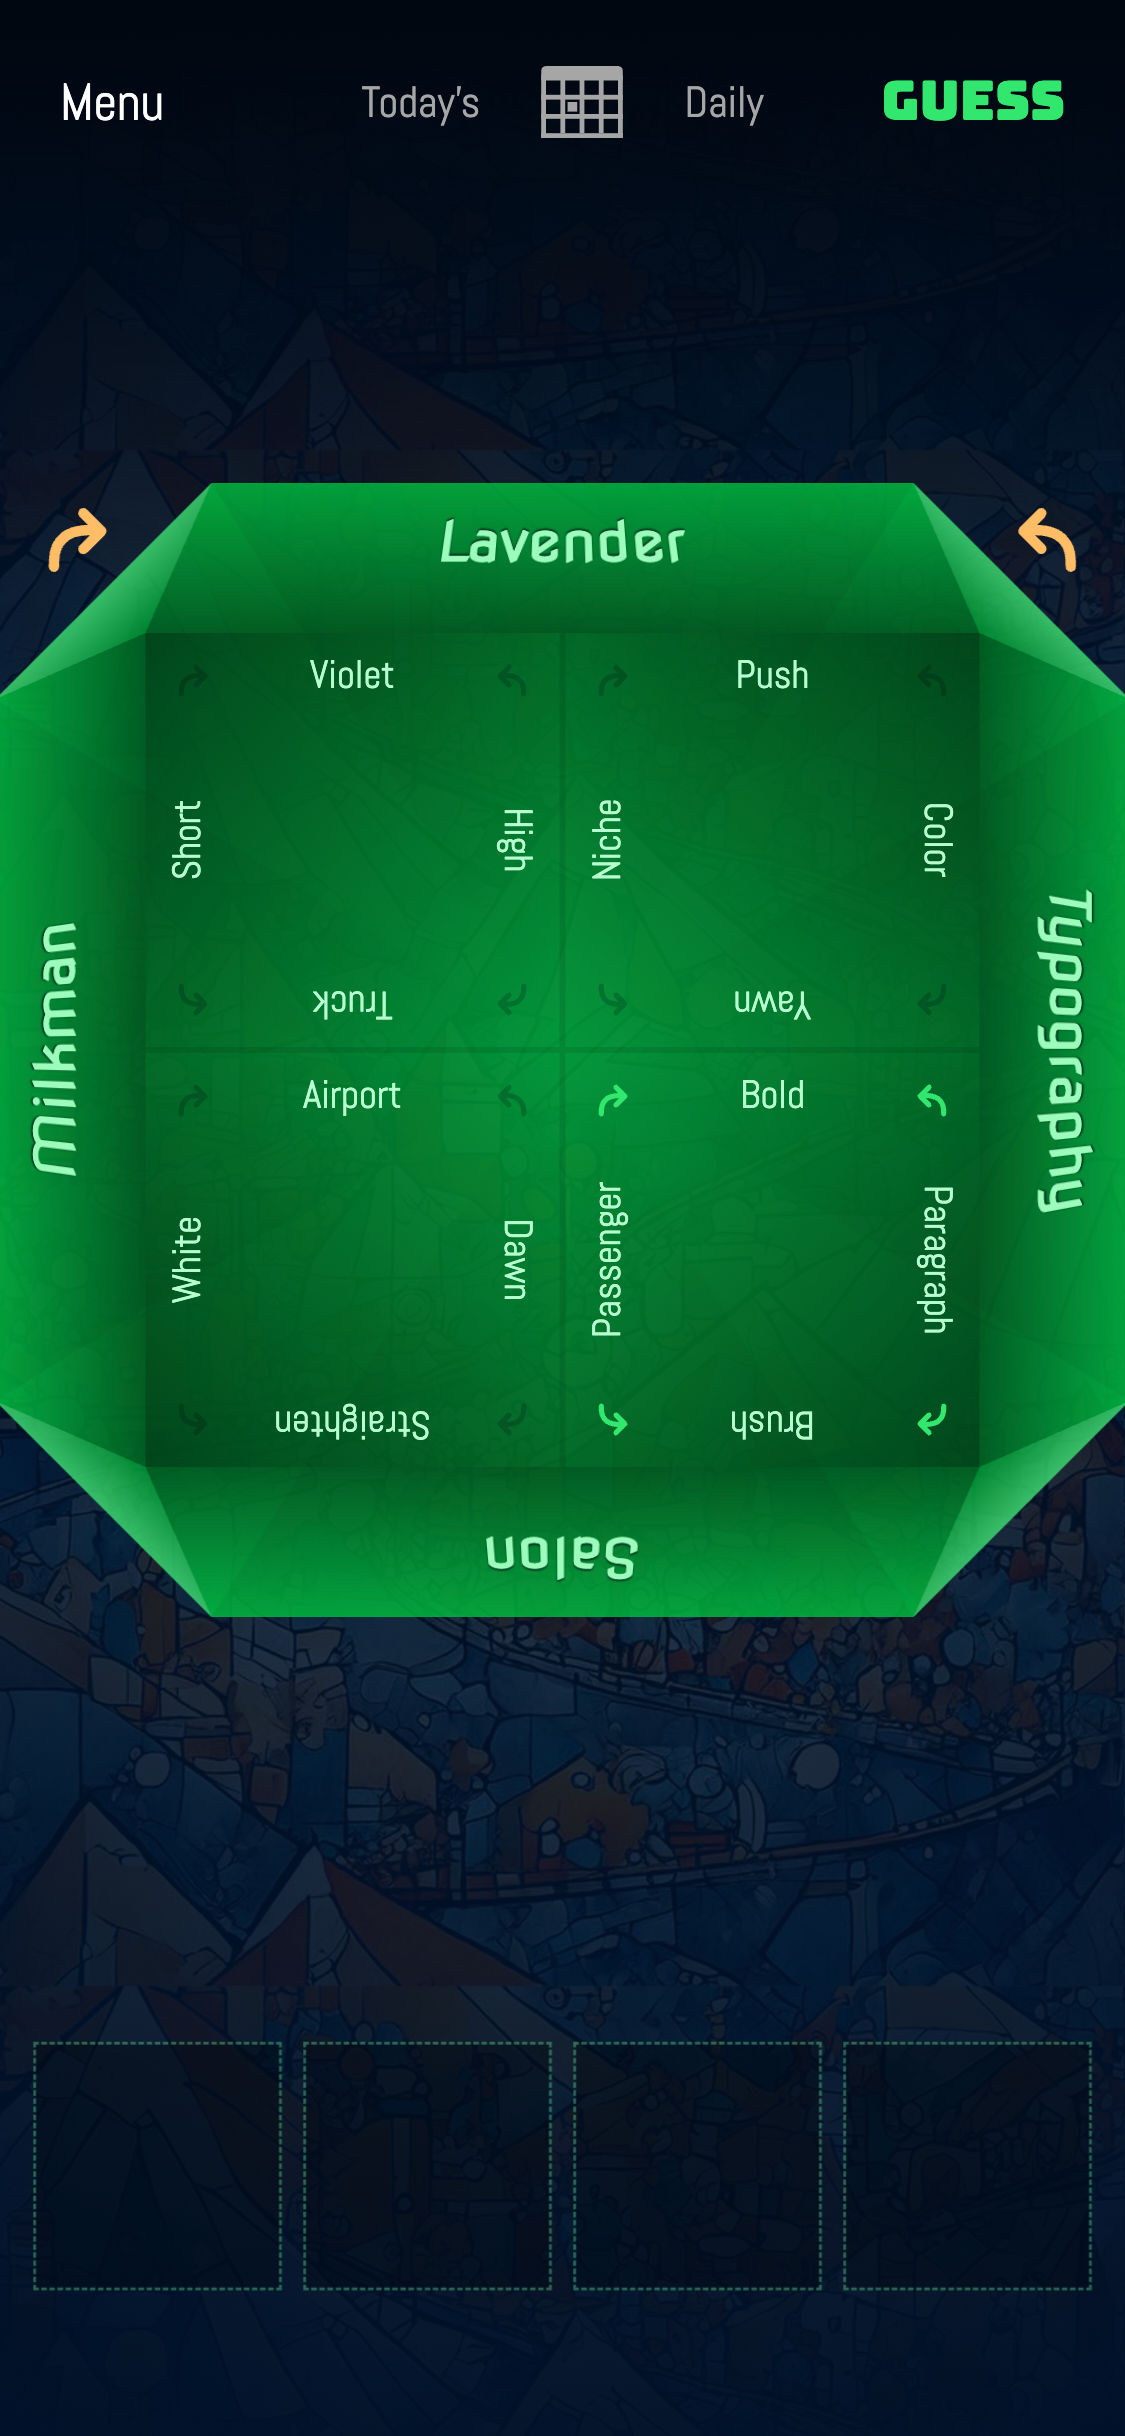 Menu
Today's
Daily
GUESS
Lavender
Violet
Push
Short
High
Niche
Color
Truck
Yawn
Milkman
Typography
Airport
Bold
White
Dawn
Passenger
Paragraph
Straighten
Brush
Salon